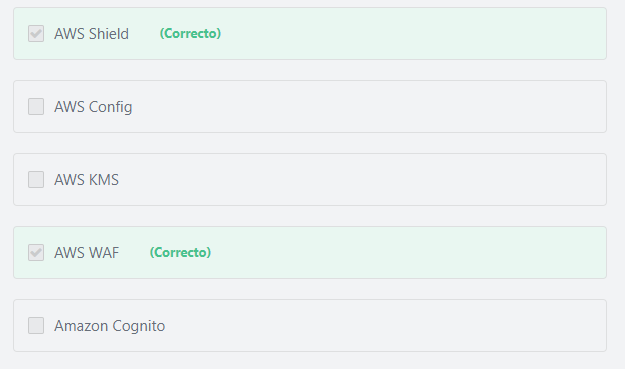 AWS Shield (Correcto)
AWS Config
AWS KMS
AWS WAF (Correcto)
Amazon Cognito